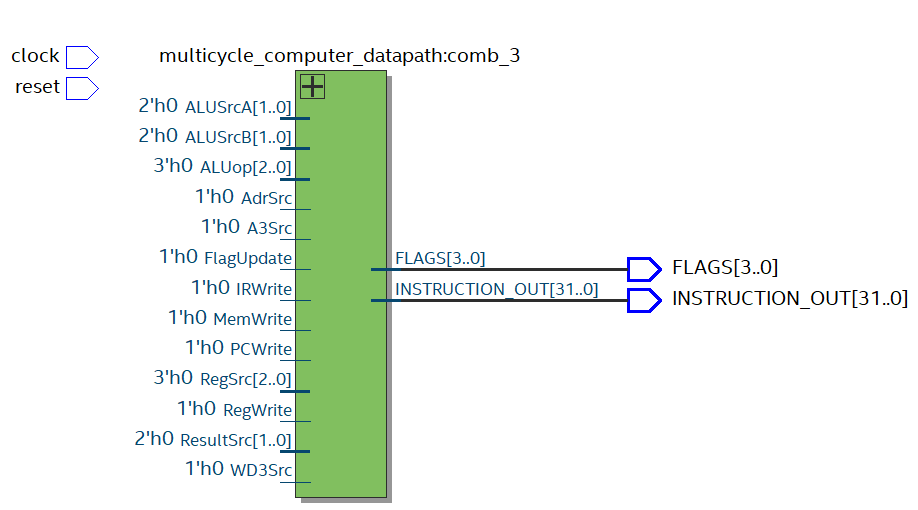 clock
multicycle_computer_datapath:comb_3
reset
2'h0 ALUSrcA[1..0]
2'h0 ALUSrcB[1..0]
3'h0 ALUop[2..0]
1'h0 AdrSrc
1'h0 A3Src
1'h0 FlagUpdate
FLAGS[3..0]
FLAGS[3..0]
1'h0 IRWrite
INSTRUCTION_OUT[31..0]
INSTRUCTION_OUT[31..0]
1'h0 MemWrite
1'h0 PCWrite
3'h0 RegSrc[2..0]
1'h0 RegWrite
2'h0 ResultSrc[1..0]
1'h0 WD3Src